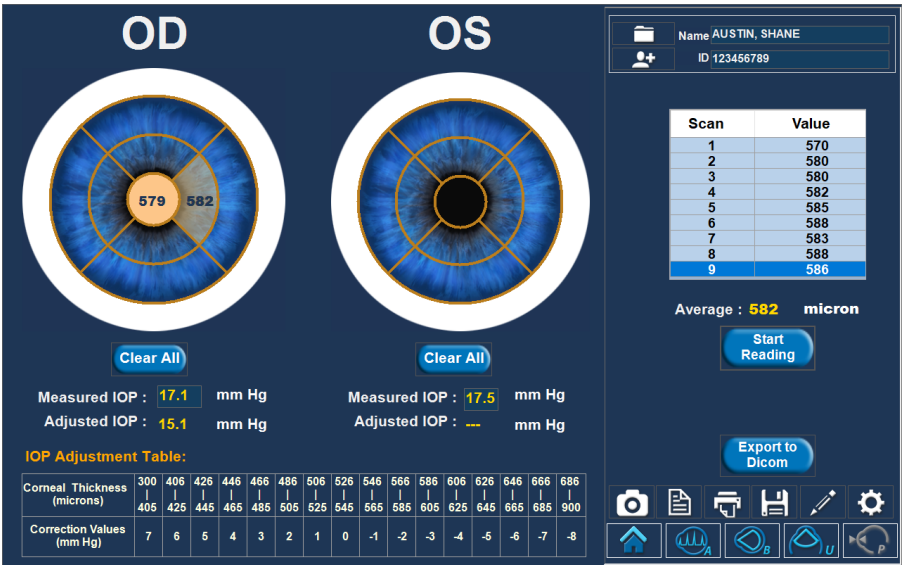 OD
OS
Name AUSTIN, SHANE
ID 123456789
579 582
Scan Value
1 570
2 580
3 580
4 582
5 585
6 588
7 583
8 588
9 586
Average : 582 micron
Start
Reading
Clear All
Clear All
Measured IOP : 17.1 mm Hg
Adjusted IOP : 15.1 mm Hg
Measured IOP : 17.5 mm Hg
Adjusted IOP : --- mm Hg
Export to
Dicom
IOP Adjustment Table:
Corneal Thickness
(microns)
300 406 426 446 466 486 506 526 546 566 586 606 626 646 666 686
| | | | | | | | | | | | | | | |
405 425 445 465 485 505 525 545 565 585 605 625 645 665 685 900
Correction Values
(mm Hg)
7 6 5 4 3 2 1 0 -1 -2 -3 -4 -5 -6 -7 -8
A B U P